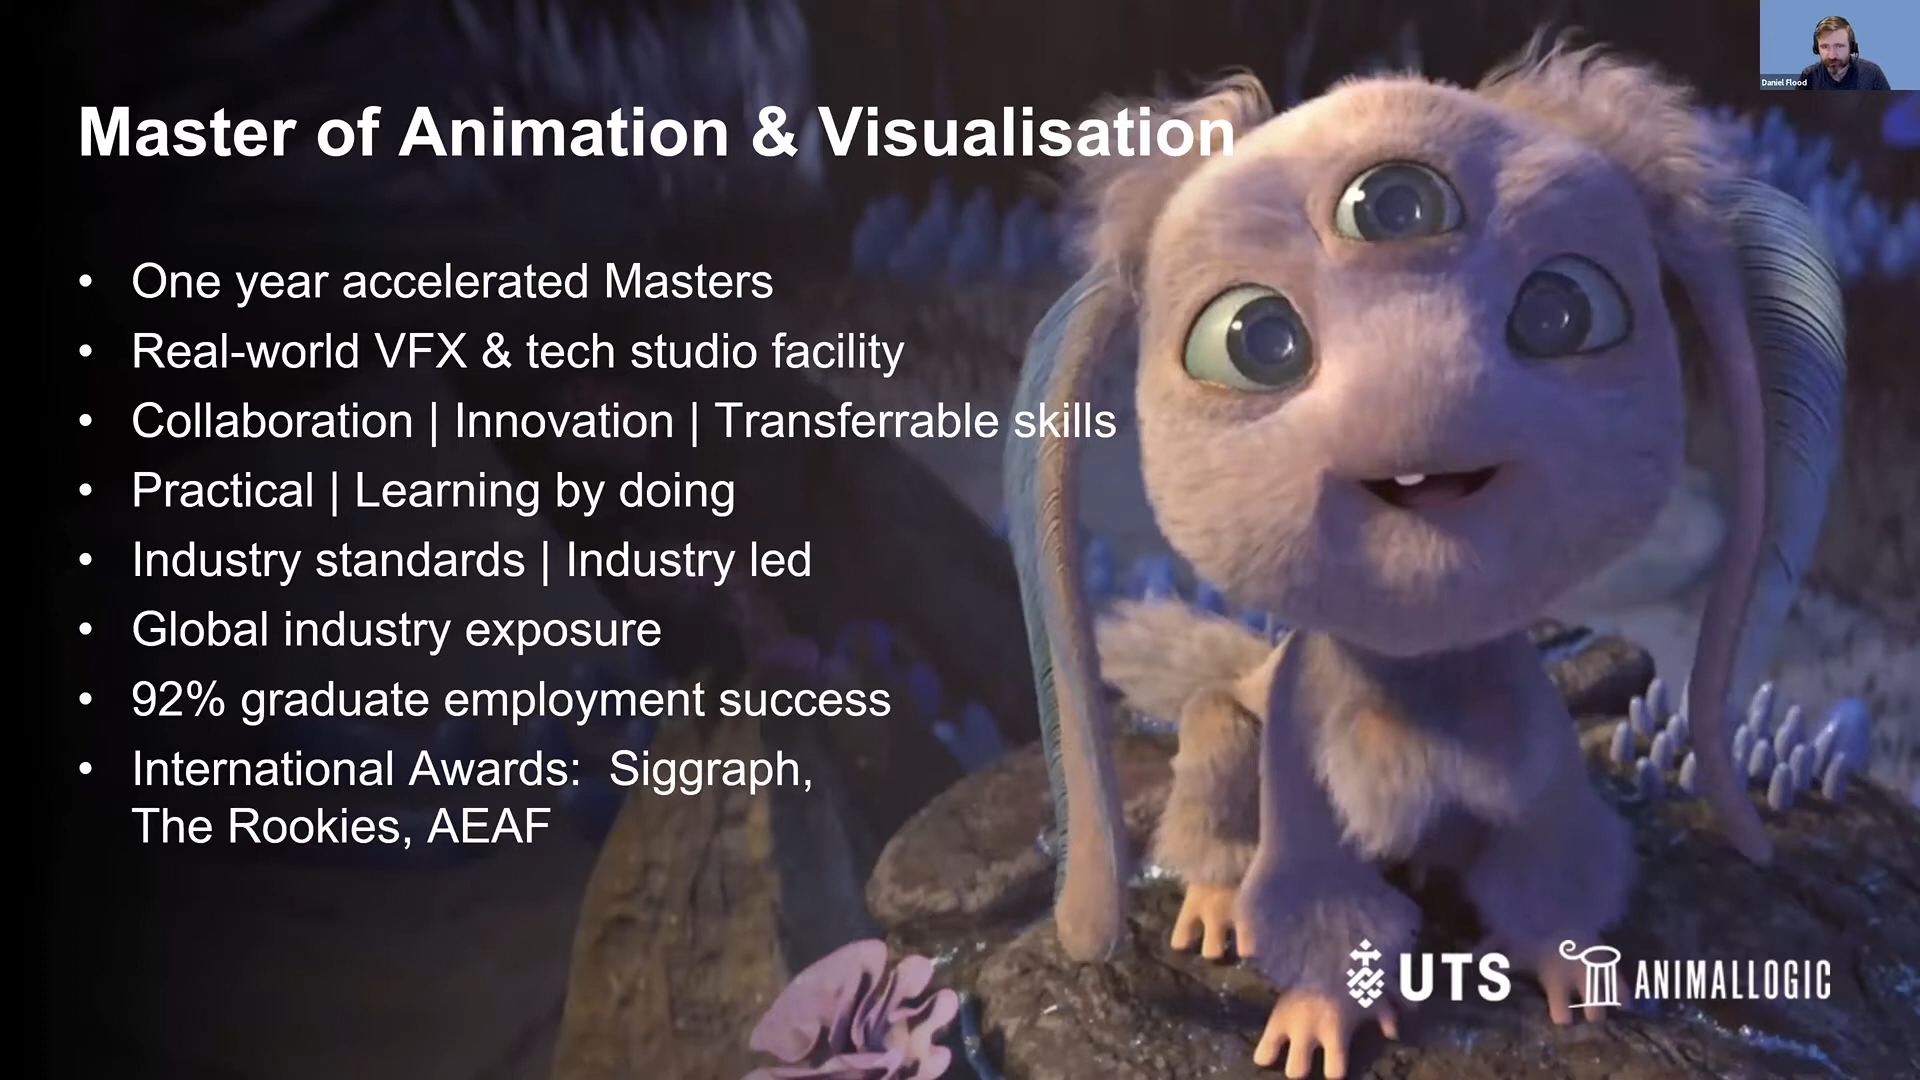 Daniel Flood
Master of Animation & Visualisation
• One year accelerated Masters
• Real-world VFX & tech studio facility
• Collaboration | Innovation | Transferrable skills
• Practical | Learning by doing
• Industry standards | Industry led
• Global industry exposure
• 92% graduate employment success
• International Awards:  Siggraph,
The Rookies, AEAF
UTS
ANIMALLOGIC